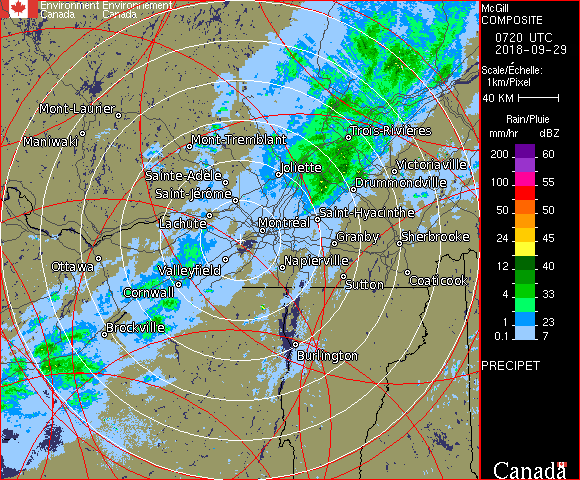 Environment Environnement
Canada Canada
Mont-Laurier
Maniwaki
Mont-Tremblant
Trois-Rivières
Sainte-Adèle
Joliette
Victoriaville
Saint-Jérôme
Drummondville
Lachute
Montréal
Saint-Hyacinthe
Granby
Sherbrooke
Ottawa
Valleyfield
Napierville
Cornwall
Sutton
Coaticook
Brockville
Burlington
McGill
COMPOSITE
0720 UTC
2018-09-29
Scale/Échelle:
1km/Pixel
40 KM
Rain/Pluie
mm/hr dBZ
200 60
100 55
50 50
24 45
12 40
4 33
1 23
0.1 7
PRECIPET
Canada